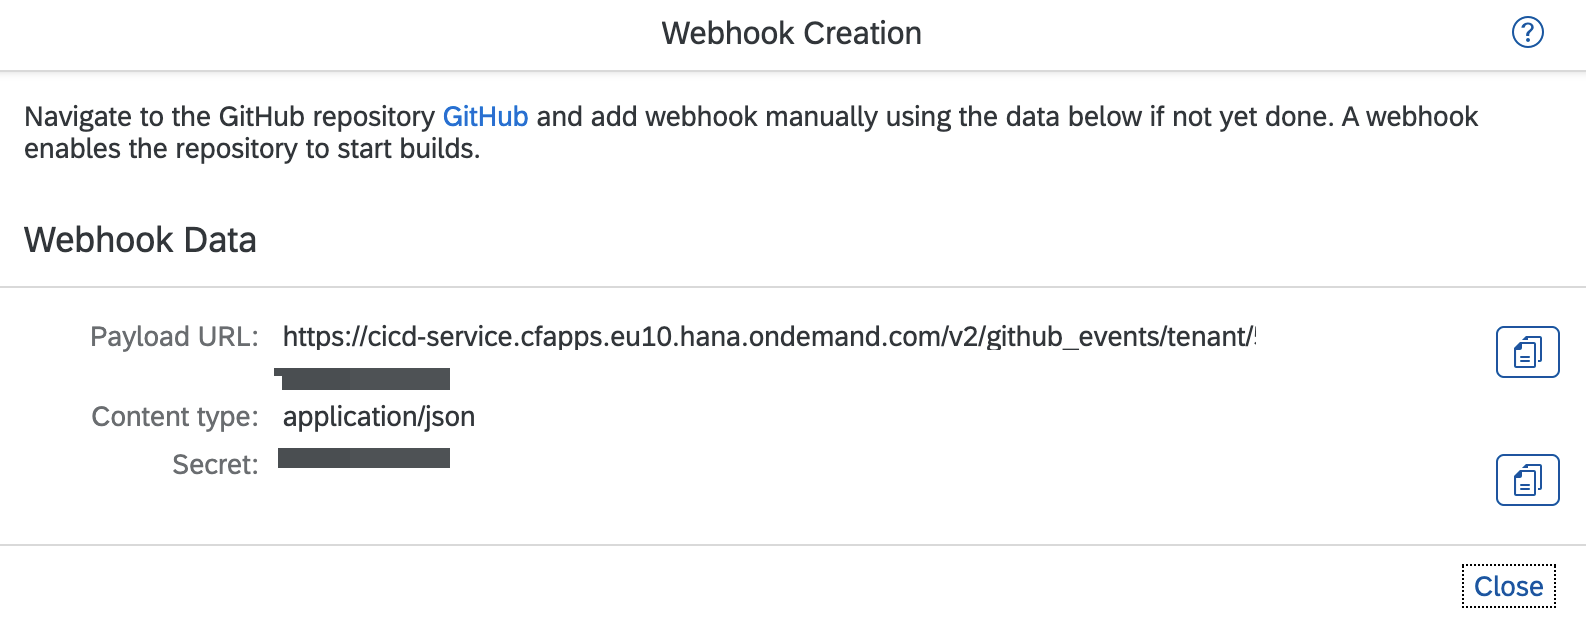 Webhook Creation
?
Navigate to the GitHub repository GitHub and add webhook manually using the data below if not yet done. A webhook
enables the repository to start builds.
Webhook Data
Payload URL: https://cicd-service.cfapps.eu10.hana.ondemand.com/v2/github_events/tenant/
Content type: application/json
Secret:
Close